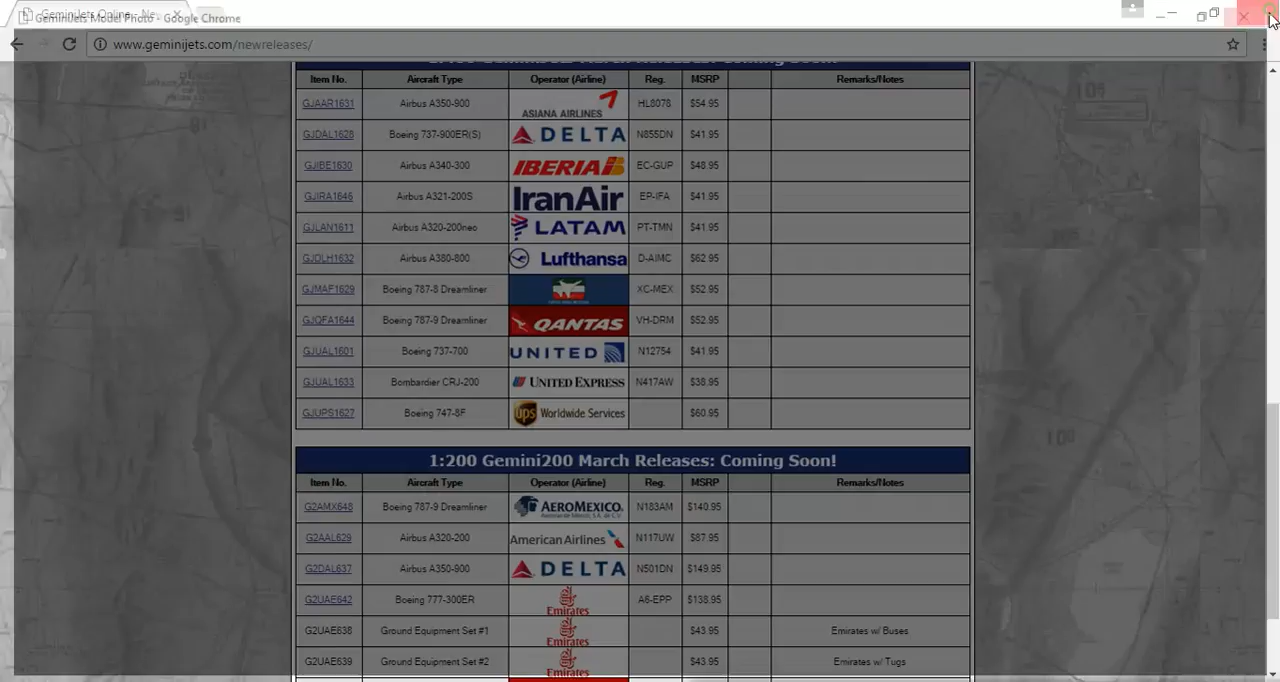 GeminiJets Model Photo - Google Chrome
www.geminijets.com/newreleases/
Item No. Aircraft Type Operator (Airline) Reg. MSRP Remarks/Notes
GJAAR1631 Airbus A350-900 ASIANA AIRLINES HL8078 $54.95
GJDAL1628 Boeing 737-900ER(S) DELTA N855DN $41.95
GJIBE1630 Airbus A340-300 IBERIA EC-GUP $48.95
GJIRA1646 Airbus A321-200S IranAir EP-IFA $41.95
GJLAN1611 Airbus A320-200neo LATAM PT-TMN $41.95
GJDLH1632 Airbus A380-800 Lufthansa D-AIMC $62.95
GJMAF1629 Boeing 787-8 Dreamliner XC-MEX $52.95
GJQFA1644 Boeing 787-9 Dreamliner QANTAS VH-DRM $52.95
GJUAL1601 Boeing 737-700 UNITED N12754 $41.95
GJUAL1633 Bombardier CRJ-200 UNITED EXPRESS N417AW $38.95
GJUPS1627 Boeing 747-8F ups Worldwide Services $60.95
1:200 Gemini200 March Releases: Coming Soon!
Item No. Aircraft Type Operator (Airline) Reg. MSRP Remarks/Notes
G2AMX648 Boeing 787-9 Dreamliner AEROMEXICO. N183AM $140.95
G2AAL629 Airbus A320-200 American Airlines N117UW $87.95
G2DAL637 Airbus A350-900 DELTA N501DN $149.95
G2UAE642 Boeing 777-300ER Emirates A6-EPP $138.95
G2UAE638 Ground Equipment Set #1 Emirates $43.95 Emirates w/ Buses
G2UAE639 Ground Equipment Set #2 Emirates $43.95 Emirates w/ Tugs